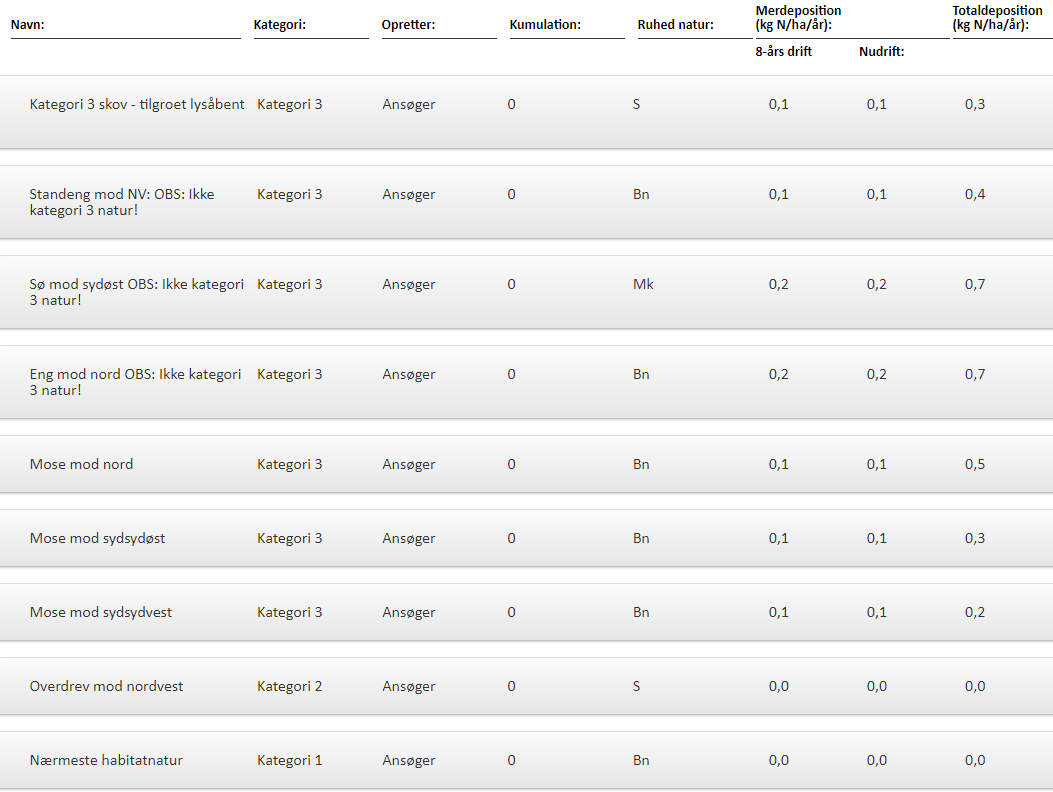 Navn: Kategori: Opretter: Kumulation: Ruhed natur: Merdeposition (kg N/ha/år): Totaldeposition (kg N/ha/år):
8-års drift Nudrift:
Kategori 3 skov - tilgroet lysåbent Kategori 3 Ansøger 0 S 0,1 0,1 0,3
Standeng mod NV: OBS: Ikke Kategori 3 Ansøger 0 Bn 0,1 0,1 0,4
kategori 3 natur!
Sø mod sydøst OBS: Ikke kategori Kategori 3 Ansøger 0 Mk 0,2 0,2 0,7
3 natur!
Eng mod nord OBS: Ikke kategori Kategori 3 Ansøger 0 Bn 0,2 0,2 0,7
3 natur!
Mose mod nord Kategori 3 Ansøger 0 Bn 0,1 0,1 0,5
Mose mod sydsydøst Kategori 3 Ansøger 0 Bn 0,1 0,1 0,3
Mose mod sydsydvest Kategori 3 Ansøger 0 Bn 0,1 0,1 0,2
Overdrev mod nordvest Kategori 2 Ansøger 0 S 0,0 0,0 0,0
Nærmeste habitatnatur Kategori 1 Ansøger 0 Bn 0,0 0,0 0,0